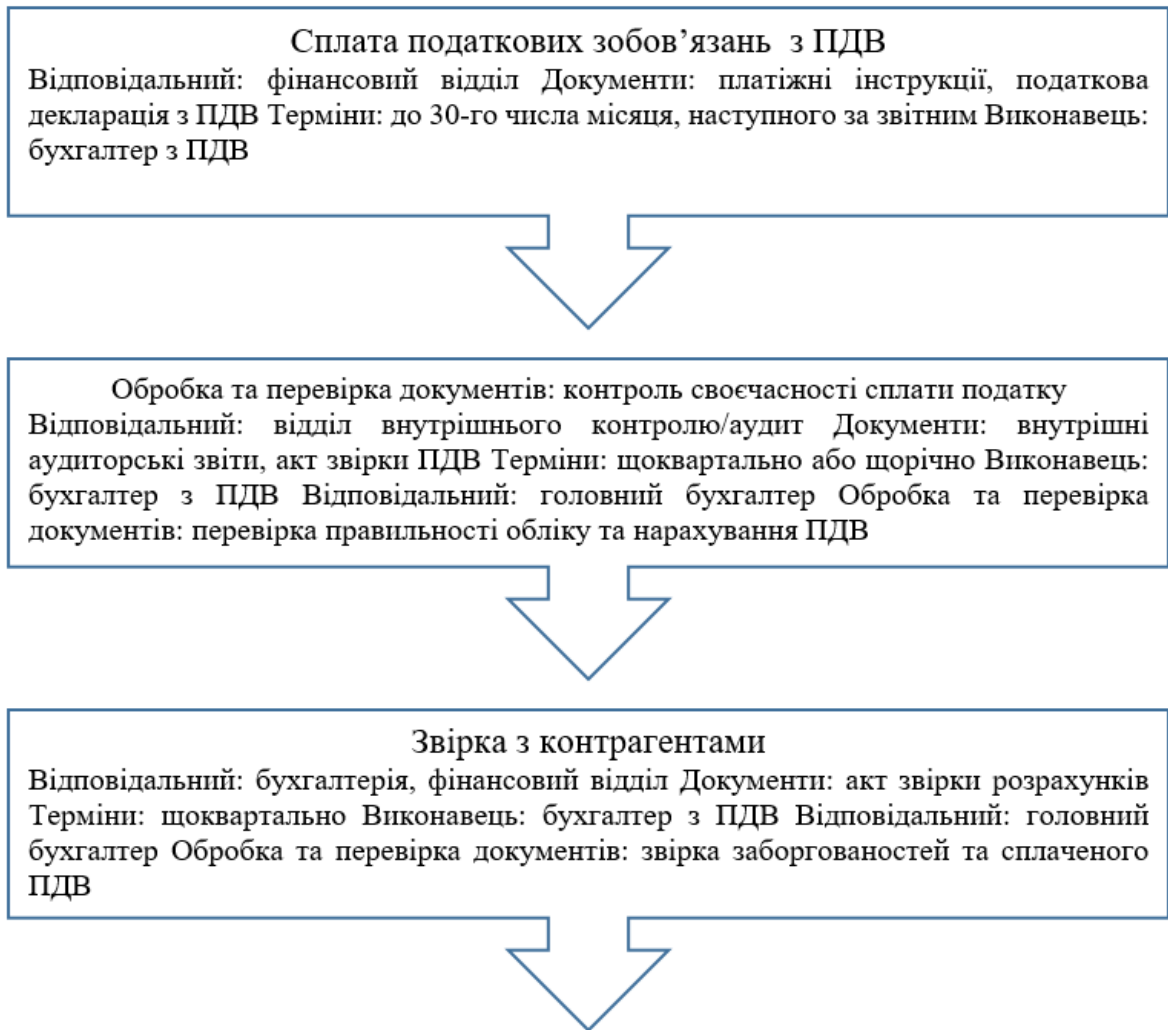 Сплата податкових зобов’язань з ПДВ
Відповідальний: фінансовий відділ Документи: платіжні інструкції, податкова
декларація з ПДВ Терміни: до 30-го числа місяця, наступного за звітним Виконавець:
бухгалтер з ПДВ
Обробка та перевірка документів: контроль своєчасності сплати податку
Відповідальний: відділ внутрішнього контролю/аудит Документи: внутрішні
аудиторські звіти, акт звірки ПДВ Терміни: щоквартально або щорічно Виконавець:
бухгалтер з ПДВ Відповідальний: головний бухгалтер Обробка та перевірка
документів: перевірка правильності обліку та нарахування ПДВ
Звірка з контрагентами
Відповідальний: бухгалтерія, фінансовий відділ Документи: акт звірки розрахунків
Терміни: щоквартально Виконавець: бухгалтер з ПДВ Відповідальний: головний
бухгалтер Обробка та перевірка документів: звірка заборгованостей та сплаченого
ПДВ